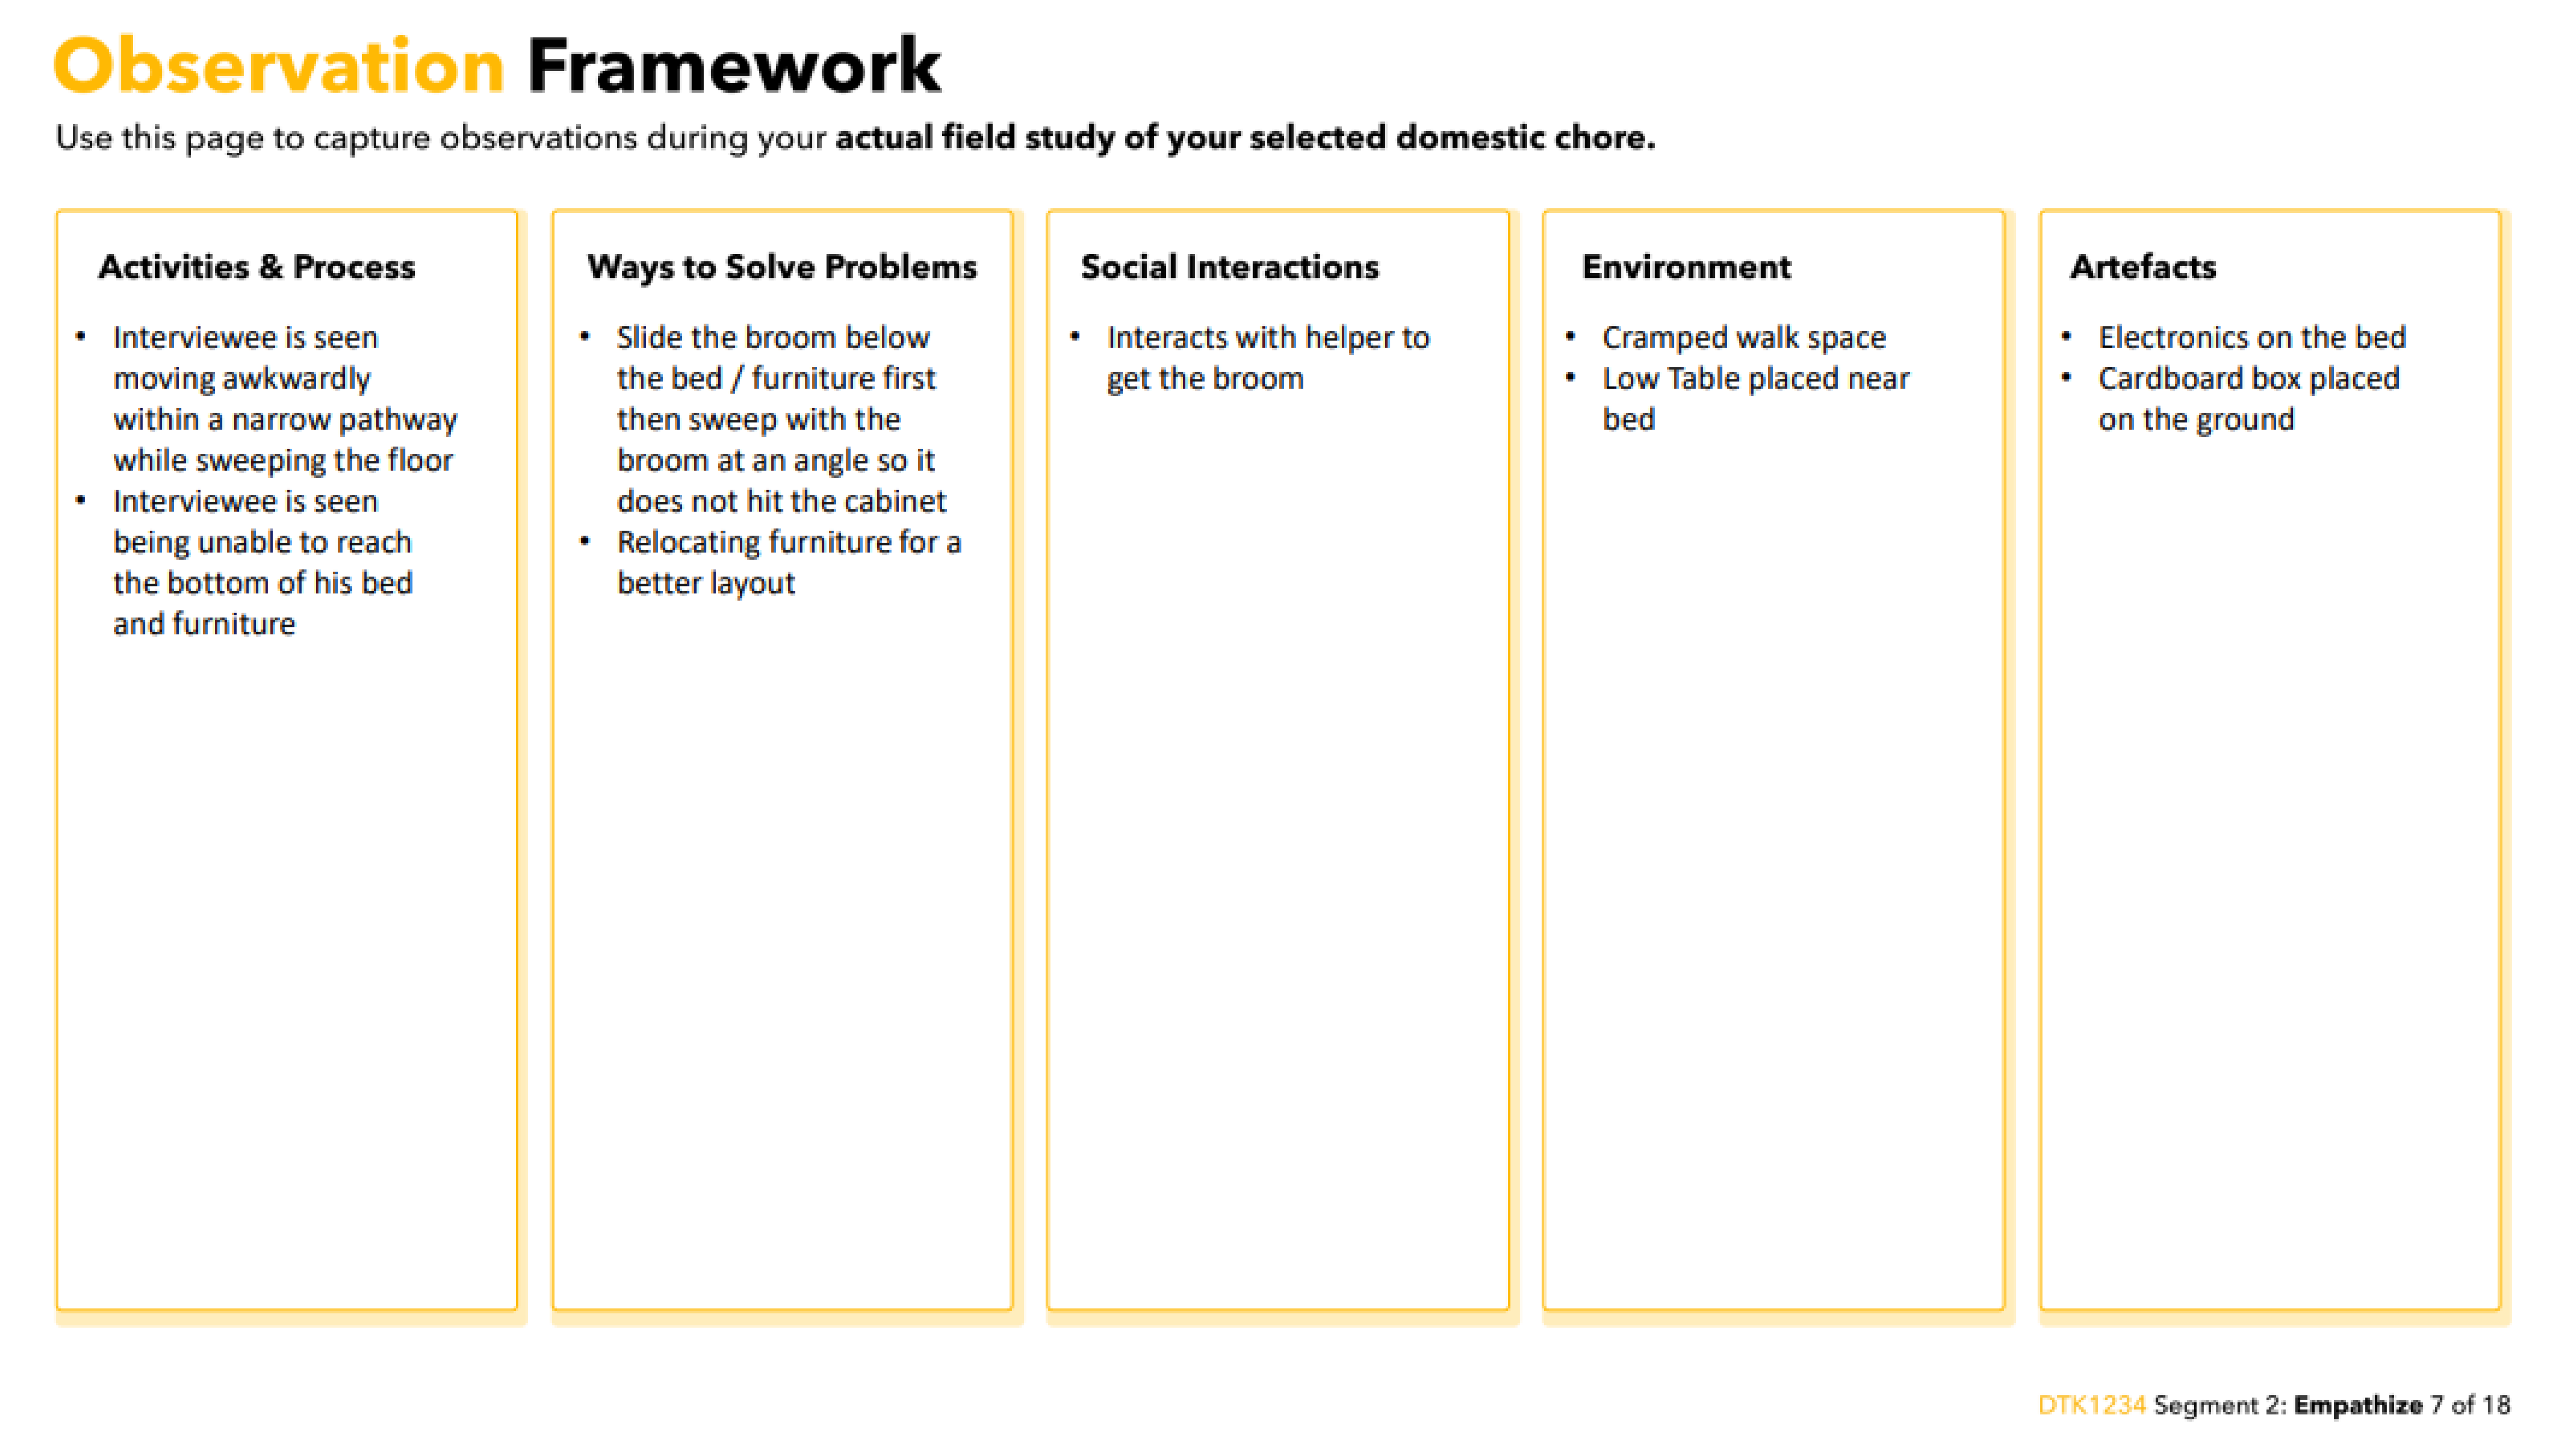 Observation Framework
Use this page to capture observations during your actual field study of your selected domestic chore.
Activities & Process
• Interviewee is seen
moving awkwardly
within a narrow pathway
while sweeping the floor
• Interviewee is seen
being unable to reach
the bottom of his bed
and furniture
Ways to Solve Problems
• Slide the broom below
the bed / furniture first
then sweep with the
broom at an angle so it
does not hit the cabinet
• Relocating furniture for a
better layout
Social Interactions
• Interacts with helper to
get the broom
Environment
• Cramped walk space
• Low Table placed near
bed
Artefacts
• Electronics on the bed
• Cardboard box placed
on the ground
DTK1234 Segment 2: Empathize 7 of 18